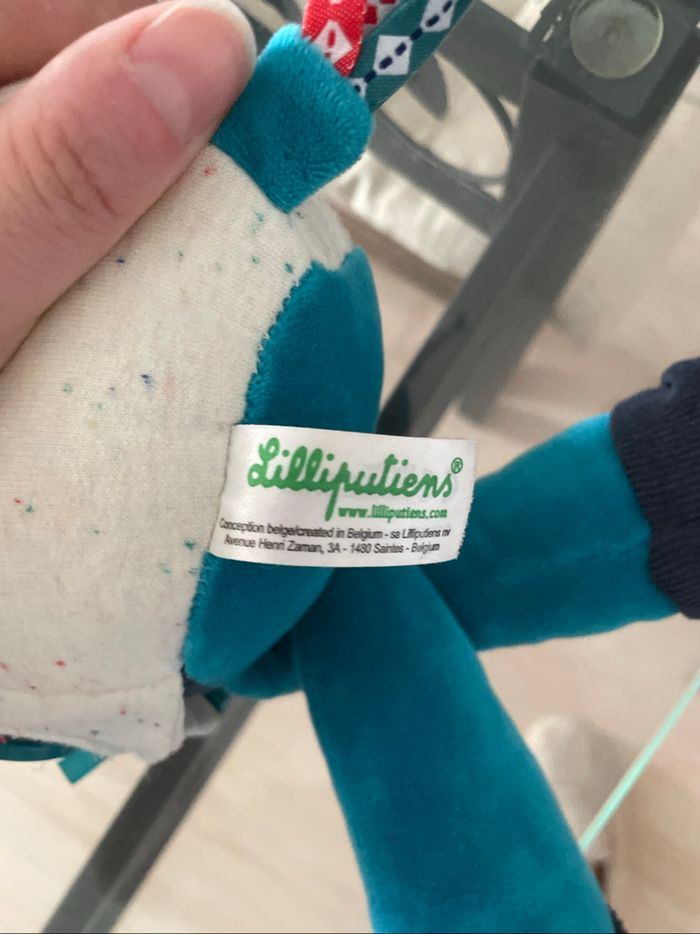 Lilliputiens®
www.lilliputiens.com
Conception belge/created in Belgium - sa Lilliputiens nv
Avenue Henri Zaman, 3A - 1480 Saintes - Belgium